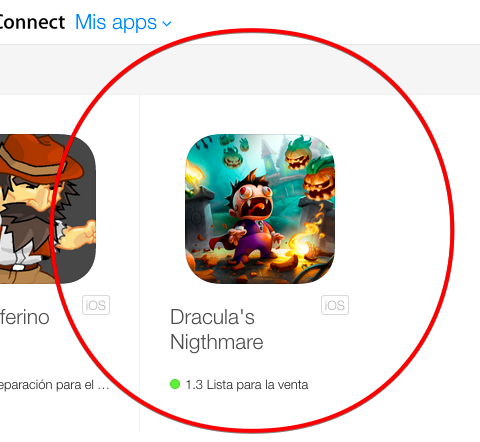 Connect Mis apps
ferino
iOS
eparación para el ...
Dracula's
Nigthmare
iOS
1.3 Lista para la venta